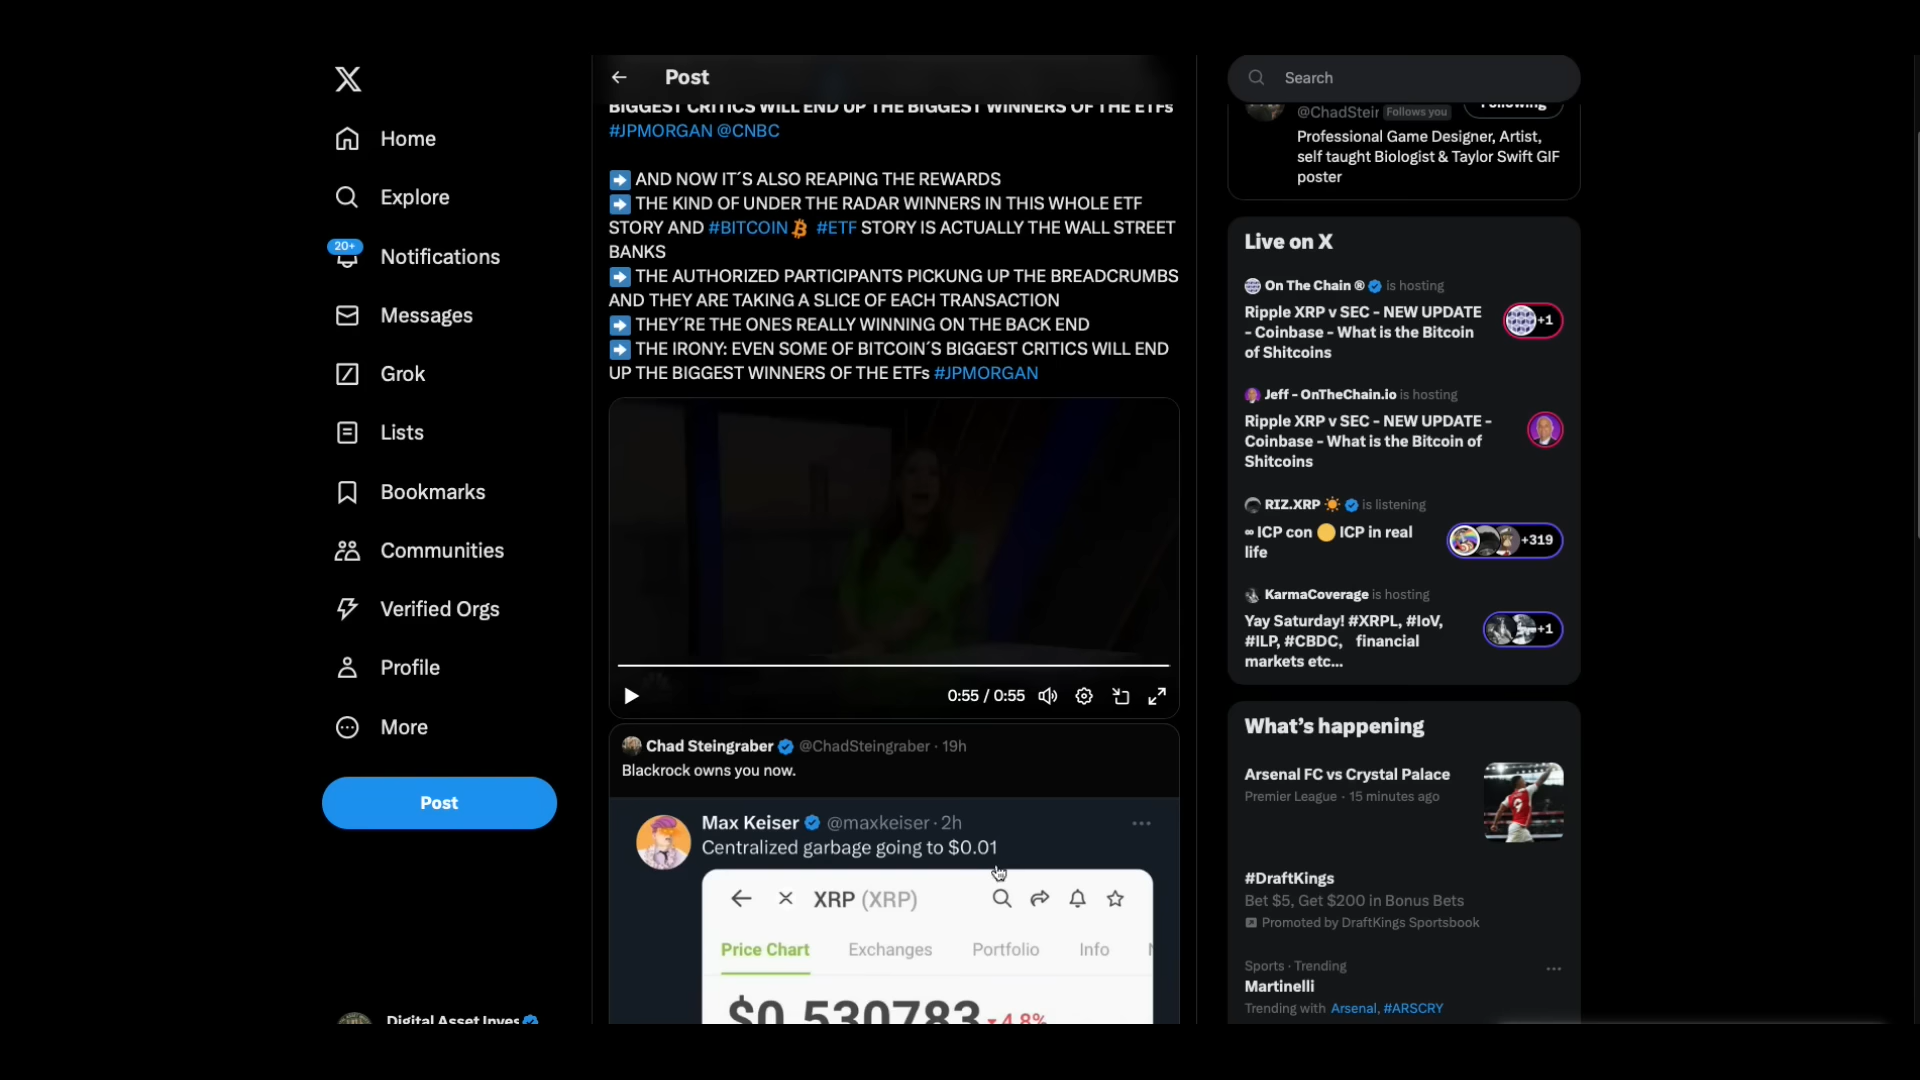 Home
Explore
20+
Notifications
Messages
Grok
Lists
Bookmarks
Communities
Verified Orgs
Profile
More
Post
Digital Asset Inves
Post
BIGGEST CRITICS WILL END UP THE BIGGEST WINNERS OF THE ETFs
#JPMORGAN @CNBC
AND NOW IT´S ALSO REAPING THE REWARDS
THE KIND OF UNDER THE RADAR WINNERS IN THIS WHOLE ETF
STORY AND #BITCOIN #ETF STORY IS ACTUALLY THE WALL STREET
BANKS
THE AUTHORIZED PARTICIPANTS PICKUNG UP THE BREADCRUMBS
AND THEY ARE TAKING A SLICE OF EACH TRANSACTION
THEY´RE THE ONES REALLY WINNING ON THE BACK END
THE IRONY: EVEN SOME OF BITCOIN´S BIGGEST CRITICS WILL END
UP THE BIGGEST WINNERS OF THE ETFs #JPMORGAN
0:55 / 0:55
Chad Steingraber @ChadSteingraber · 19h
Blackrock owns you now.
Max Keiser @maxkeiser · 2h
Centralized garbage going to $0.01
XRP (XRP)
Price Chart Exchanges Portfolio Info
$0.530783 4.8%
Search
@ChadSteir Follows you Following
Professional Game Designer, Artist,
self taught Biologist & Taylor Swift GIF
poster
Live on X
On The Chain ® is hosting
Ripple XRP v SEC - NEW UPDATE
- Coinbase - What is the Bitcoin
of Shitcoins
+1
Jeff - OnTheChain.io is hosting
Ripple XRP v SEC - NEW UPDATE -
Coinbase - What is the Bitcoin of
Shitcoins
RIZ.XRP is listening
∞ ICP con ICP in real
life
+319
KarmaCoverage is hosting
Yay Saturday! #XRPL, #IoV,
#ILP, #CBDC, financial
markets etc...
+1
What's happening
Arsenal FC vs Crystal Palace
Premier League · 15 minutes ago
#DraftKings
Bet $5, Get $200 in Bonus Bets
Promoted by DraftKings Sportsbook
Sports · Trending
Martinelli
Trending with Arsenal, #ARSCRY